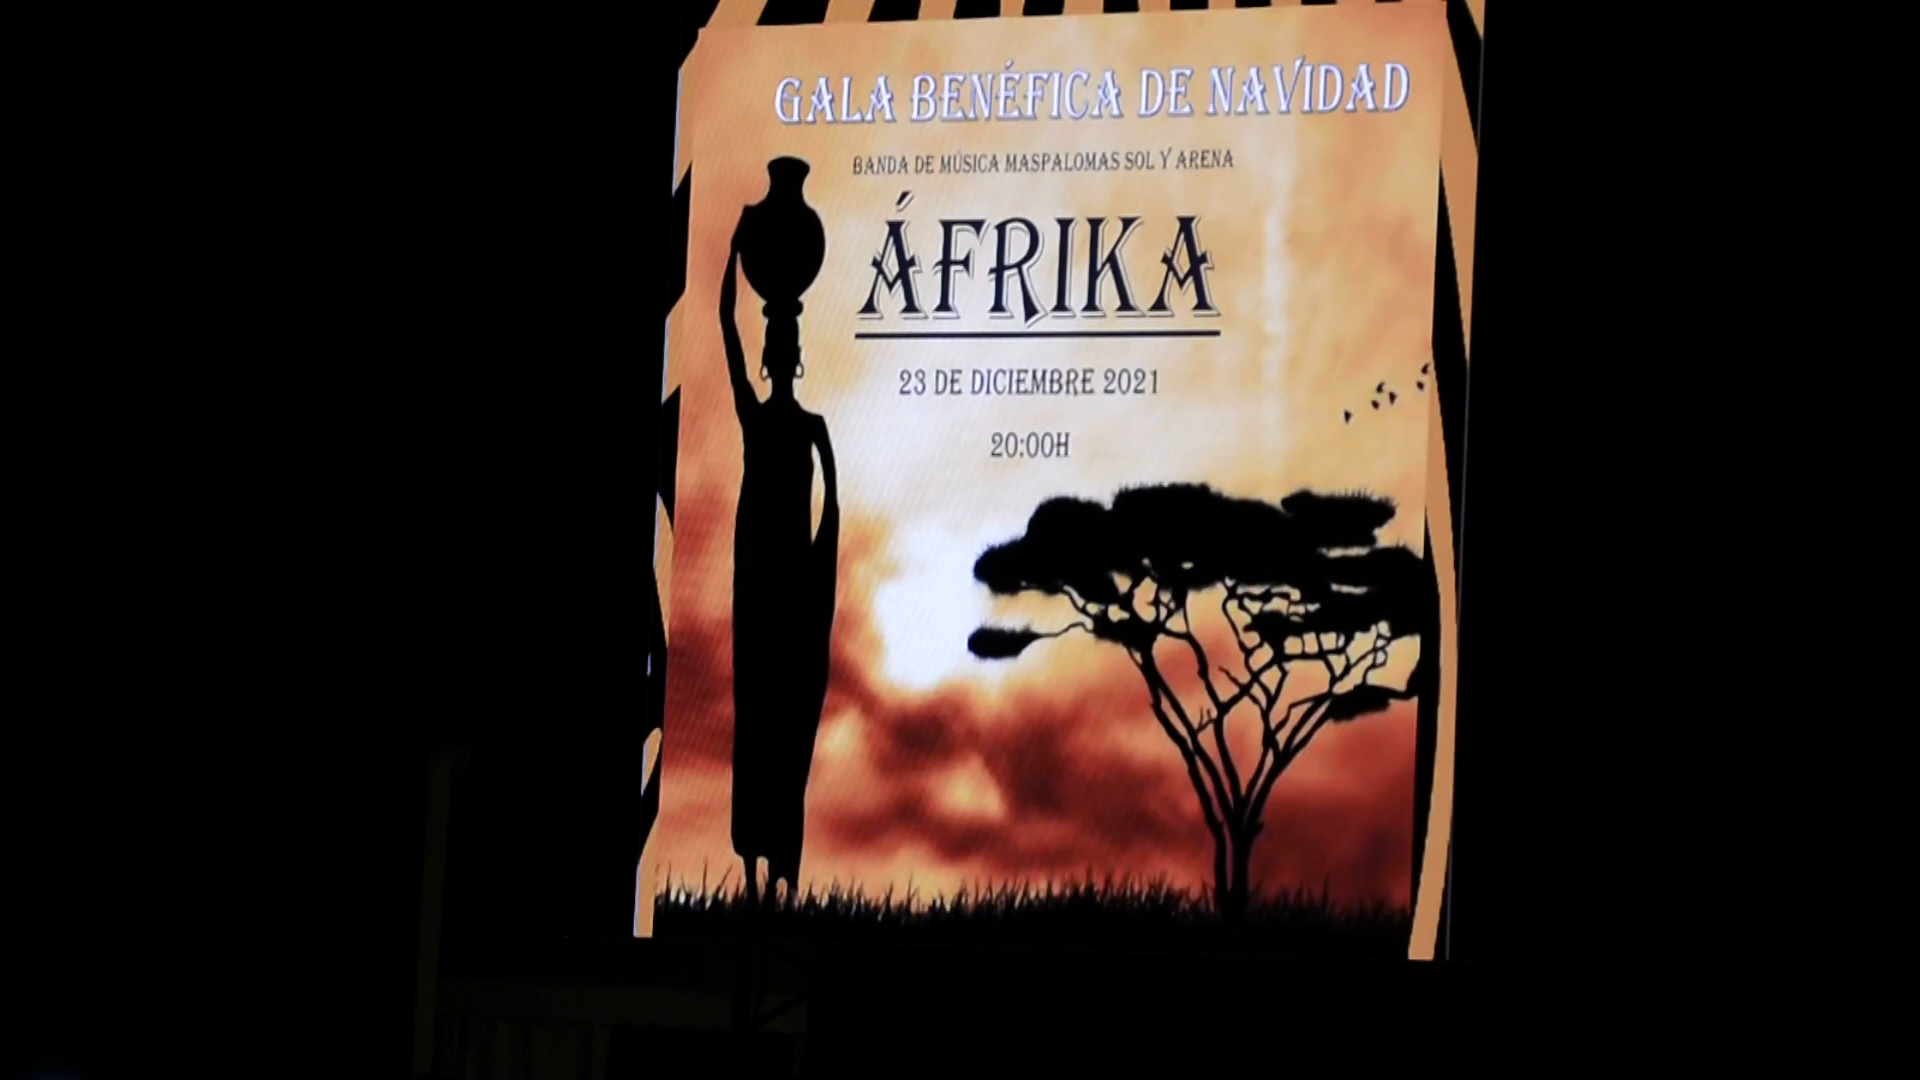 GALA BENÉFICA DE NAVIDAD
BANDA DE MÚSICA MASPALOMAS SOL Y ARENA
ÁFRIKA
23 DE DICIEMBRE 2021
20:00H